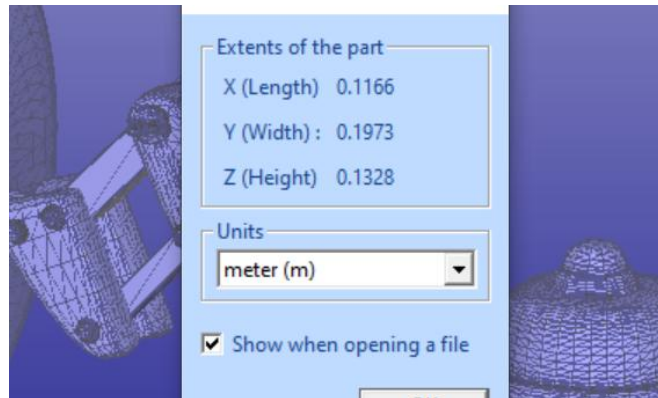 Extents of the part
X (Length) 0.1166
Y (Width) : 0.1973
Z (Height) 0.1328
Units
meter (m)
Show when opening a file